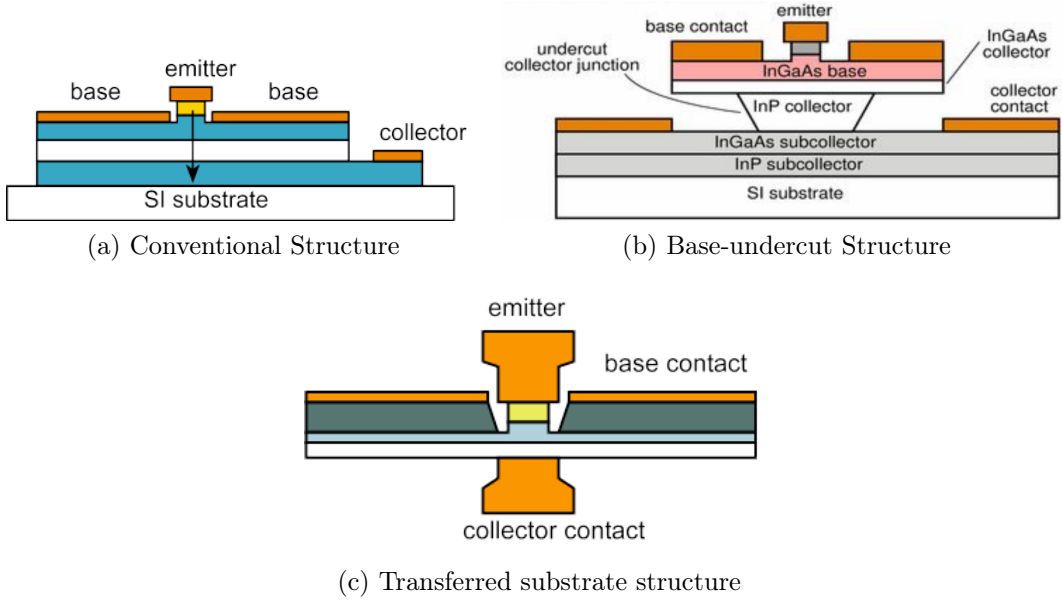 emitter
base
base
collector
SI substrate
(a) Conventional Structure
base contact
undercut
collector junction
InGaAs
collector
InGaAs base
InP collector
collector
contact
InGaAs subcollector
InP subcollector
SI substrate
(b) Base-undercut Structure
emitter
base contact
collector contact
(c) Transferred substrate structure